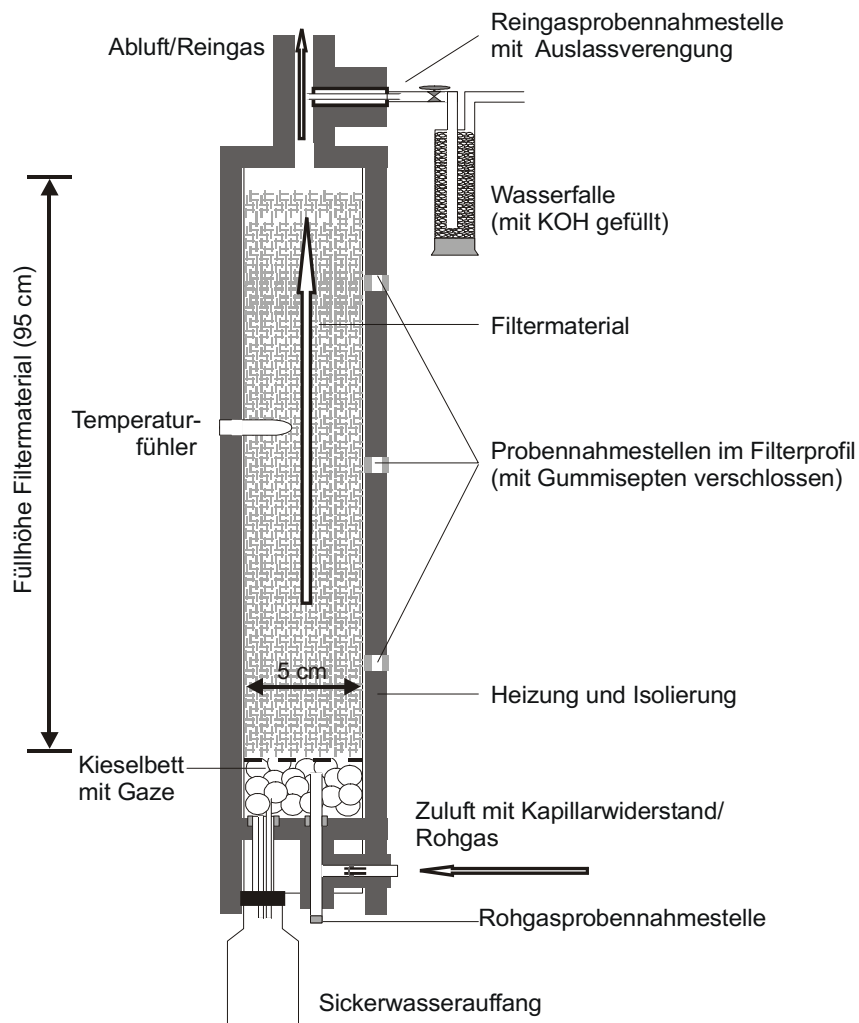 Abluft/Reingas
Reingasprobennahmestelle
mit Auslassverengung
Wasserfalle
(mit KOH gefüllt)
Filtermaterial
Füllhöhe Filtermaterial (95 cm)
Temperatur-
fühler
Probennahmestellen im Filterprofil
(mit Gummisepten verschlossen)
5 cm
Heizung und Isolierung
Kieselbett
mit Gaze
Zuluft mit Kapillarwiderstand/
Rohgas
Rohgasprobennahmestelle
Sickerwasserauffang